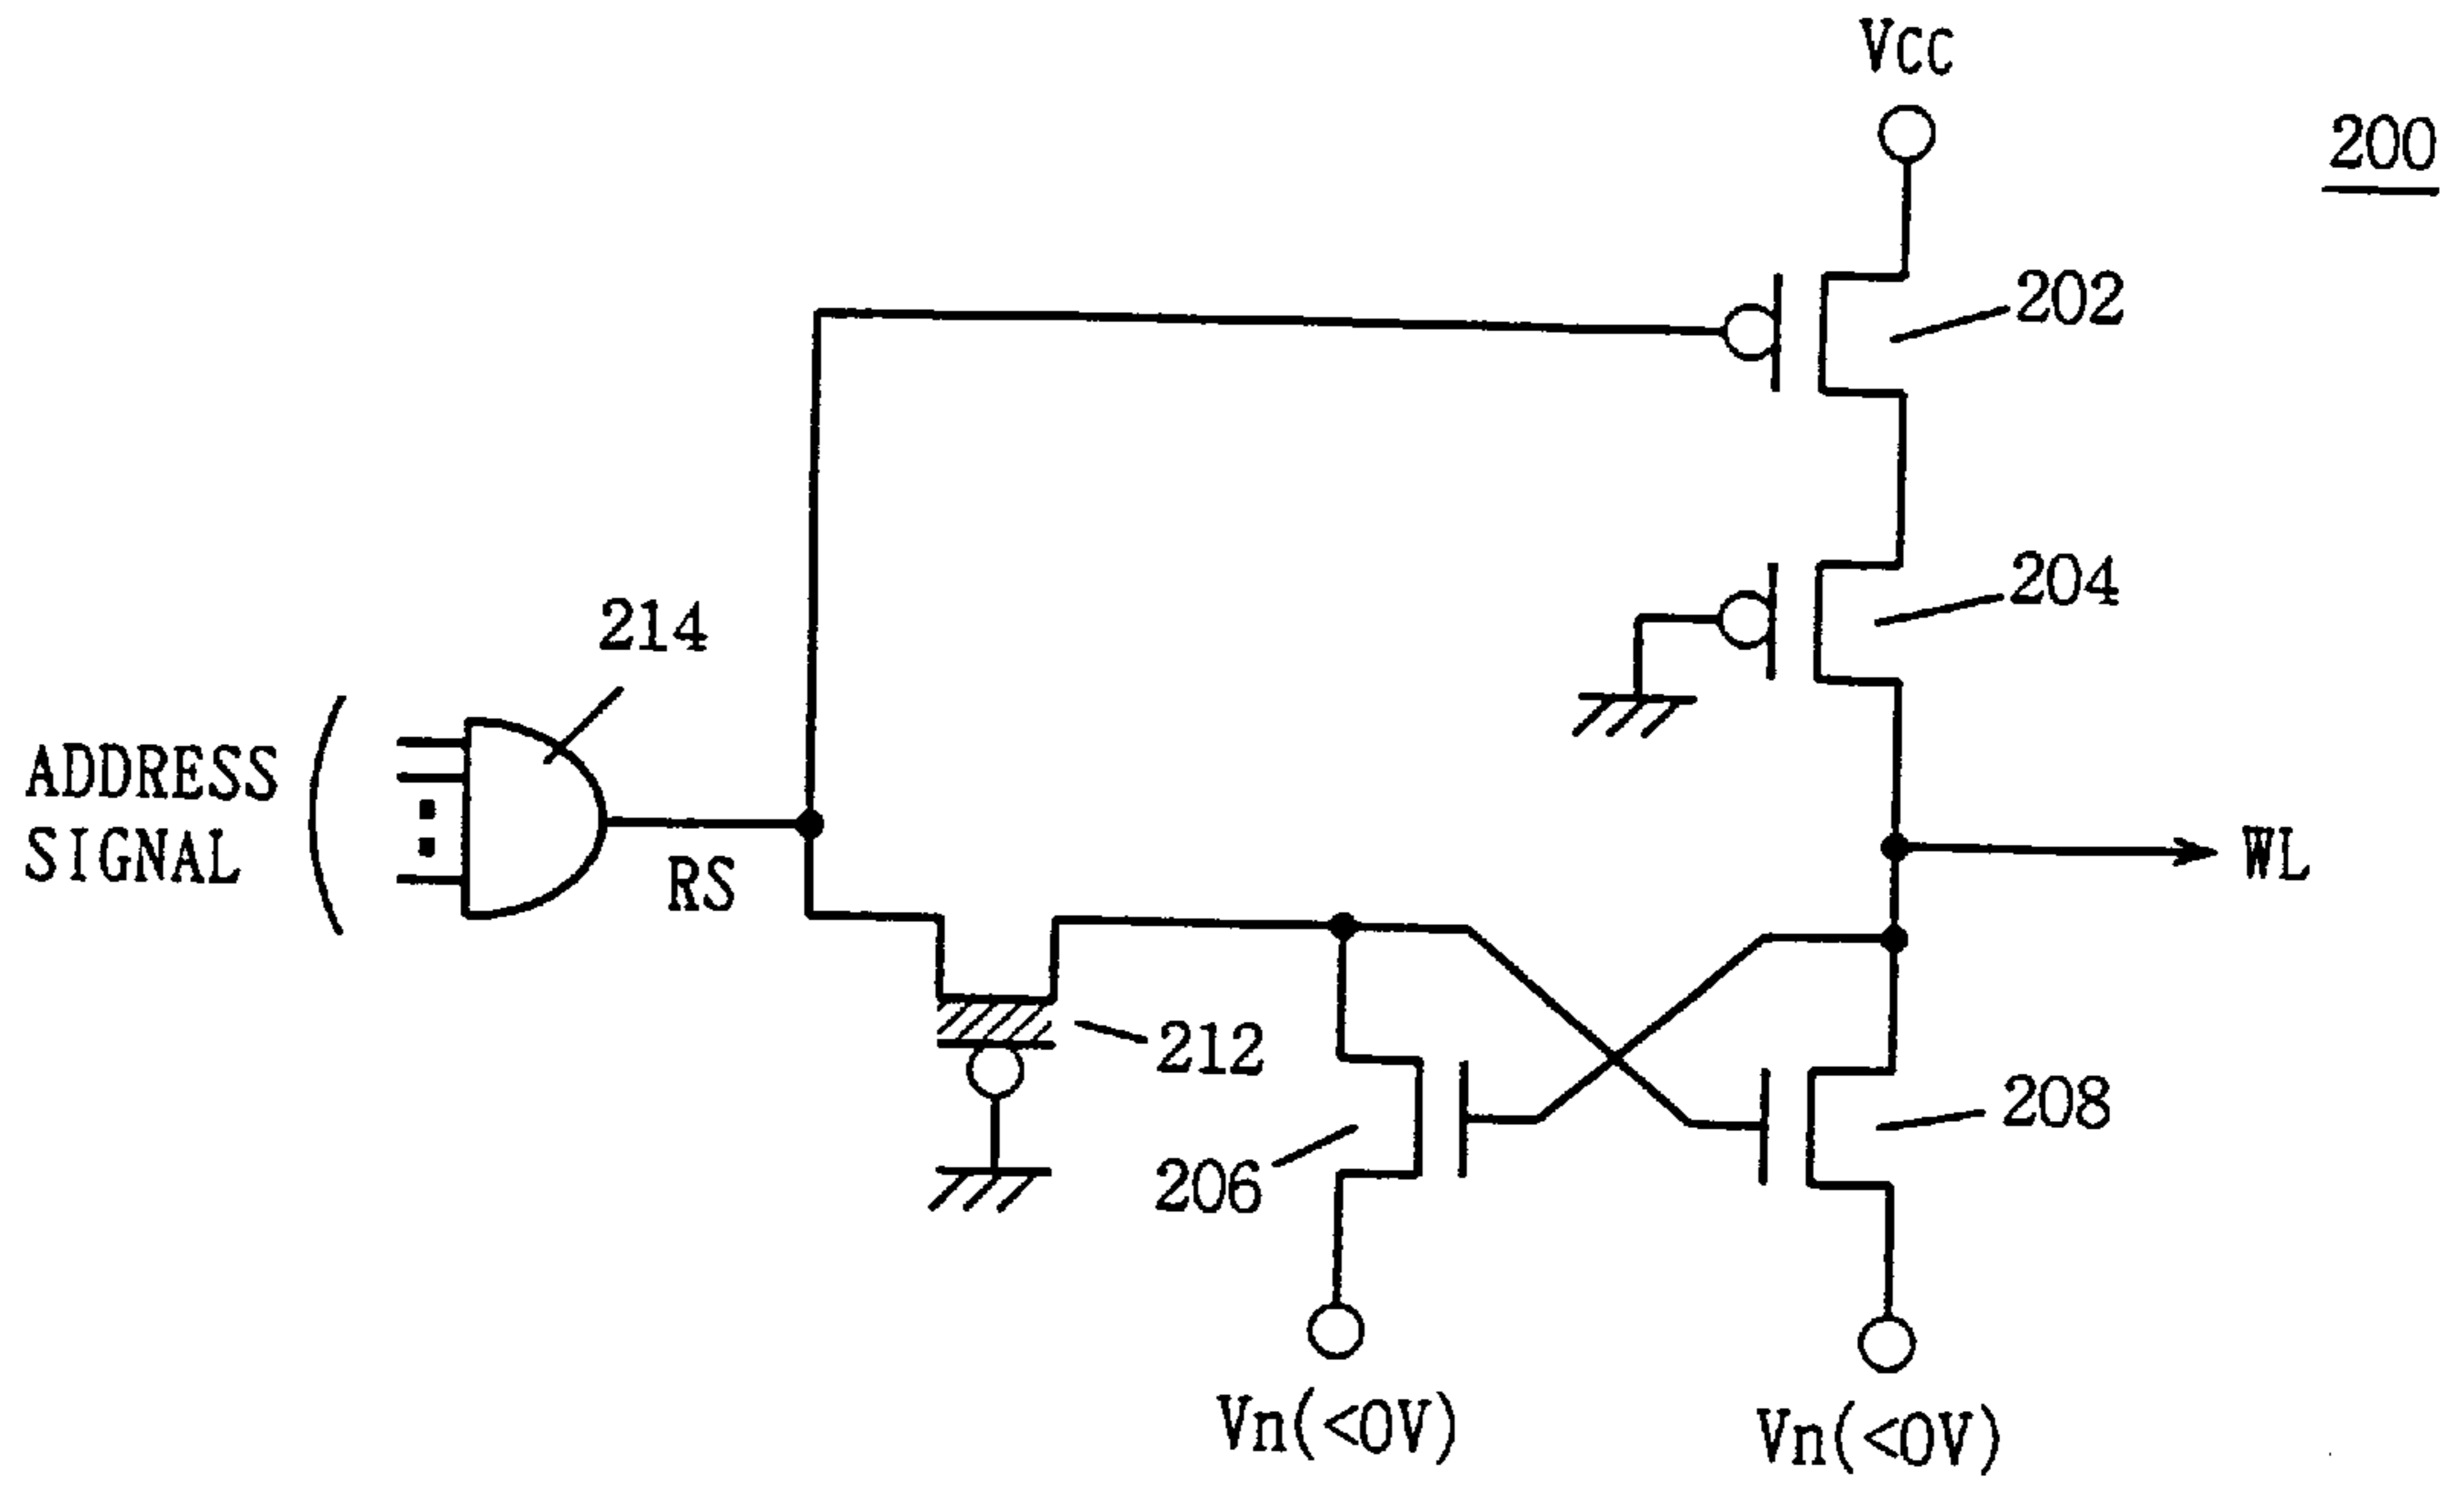 VCC
200
202
204
214
ADDRESS
SIGNAL
RS
WL
212
208
206
Vn(<0V)
Vn(<0V)